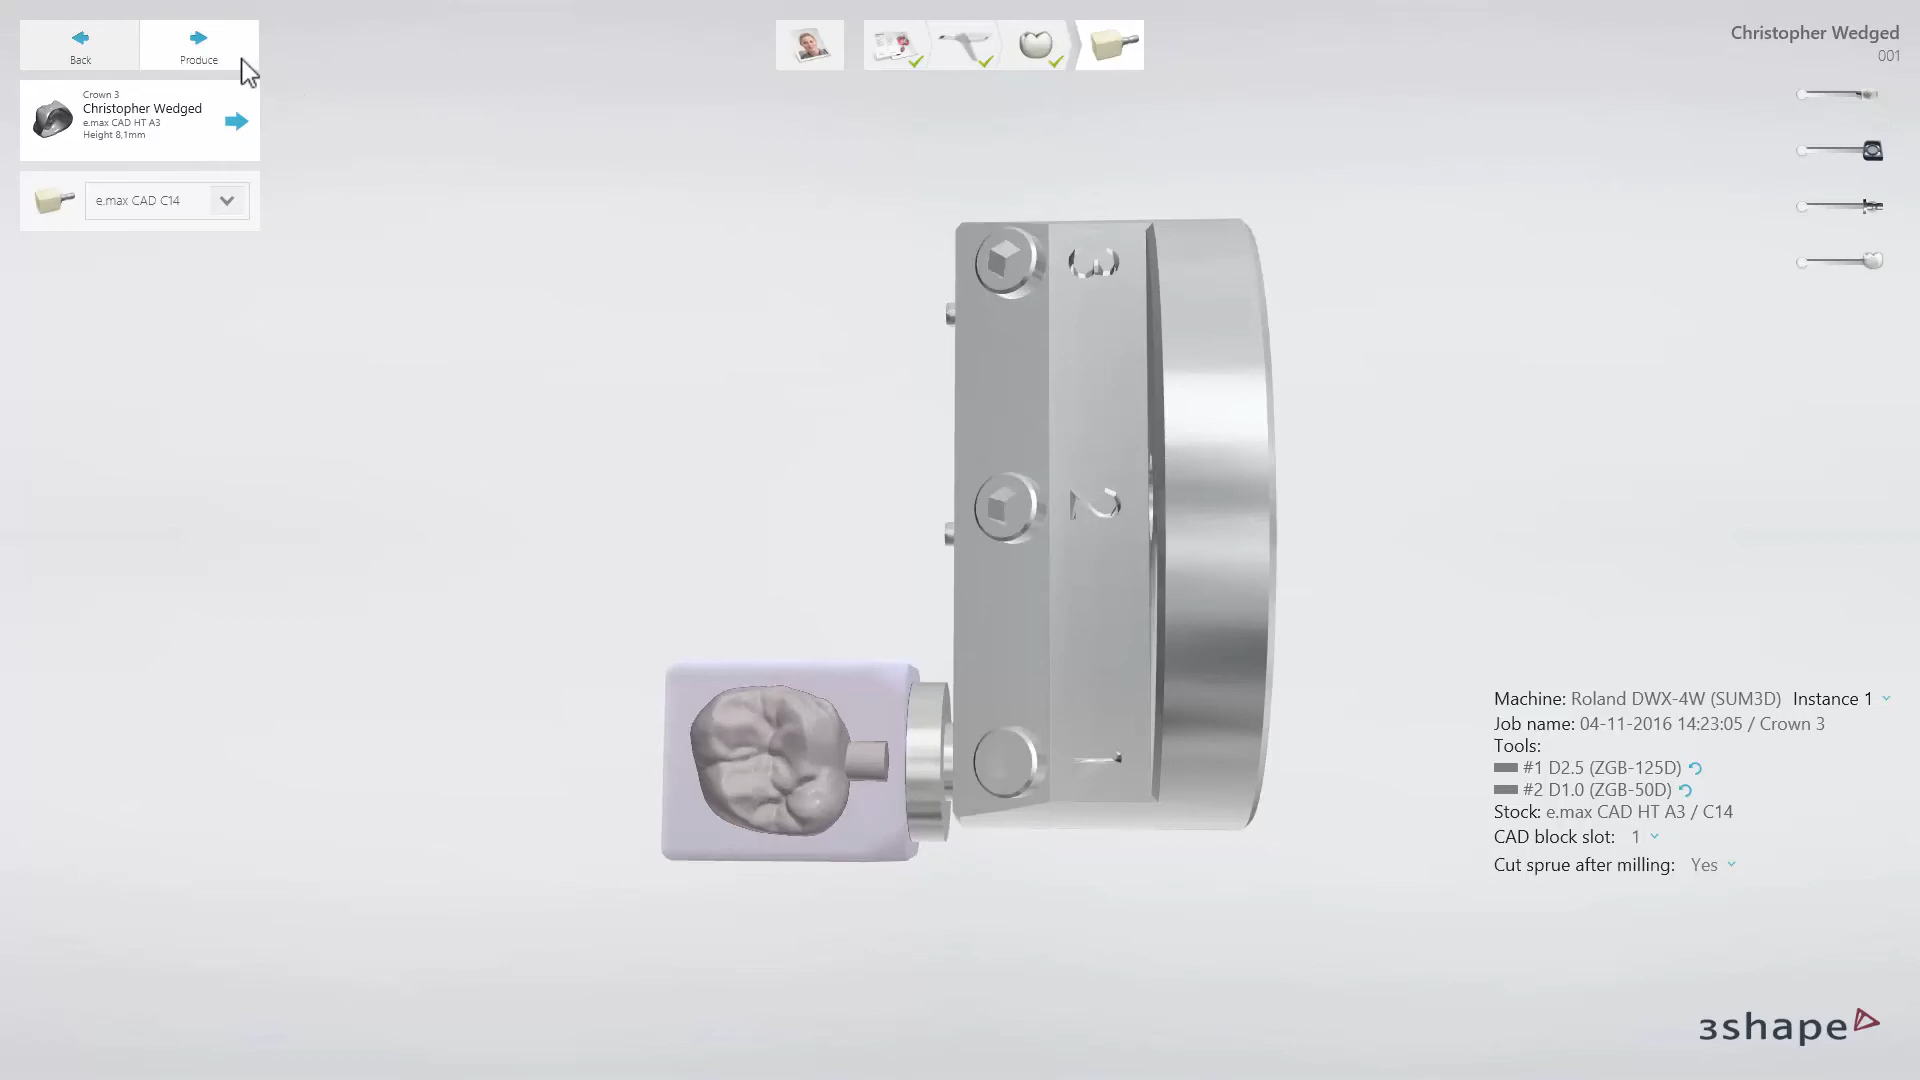 Back
Produce
Crown 3
Christopher Wedged
e.max CAD HT A3
Height 8,1mm
e.max CAD C14
Christopher Wedged
001
3
2
1
Machine: Roland DWX-4W (SUM3D) Instance 1
Job name: 04-11-2016 14:23:05 / Crown 3
Tools:
#1 D2.5 (ZGB-125D)
#2 D1.0 (ZGB-50D)
Stock: e.max CAD HT A3 / C14
CAD block slot: 1
Cut sprue after milling: Yes
3shape